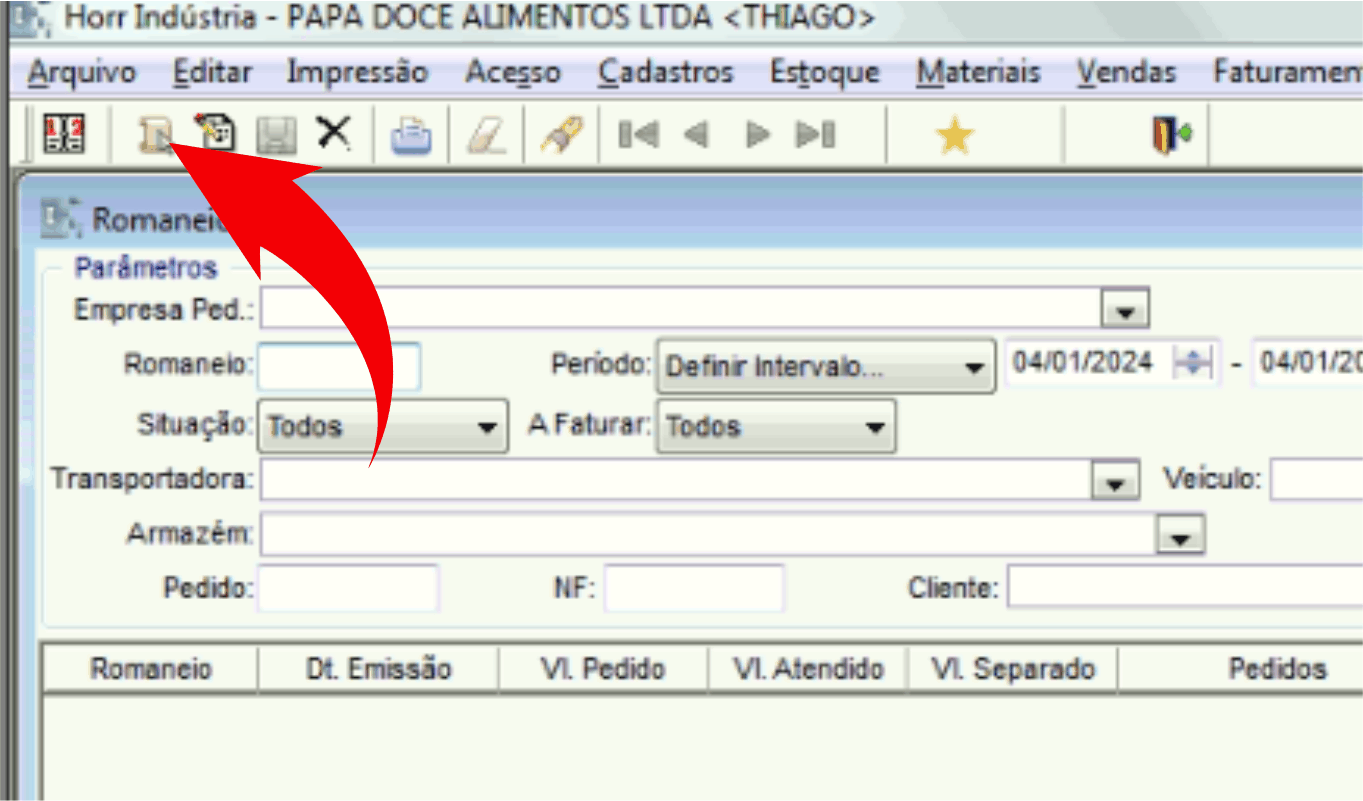 Horr Indústria - PAPA DOCE ALIMENTOS LTDA <THIAGO>
Arquivo Editar Impressão Acesso Cadastros Estoque Materiais Vendas Faturamen
1 2
Romaneio
Parâmetros
Empresa Ped.:
Romaneio: Período: Definir Intervalo... 04/01/2024 - 04/01/20
Situação: Todos A Faturar: Todos
Transportadora: Veículo:
Armazém:
Pedido: NF: Cliente:
Romaneio Dt. Emissão Vl. Pedido Vl. Atendido Vl. Separado Pedidos